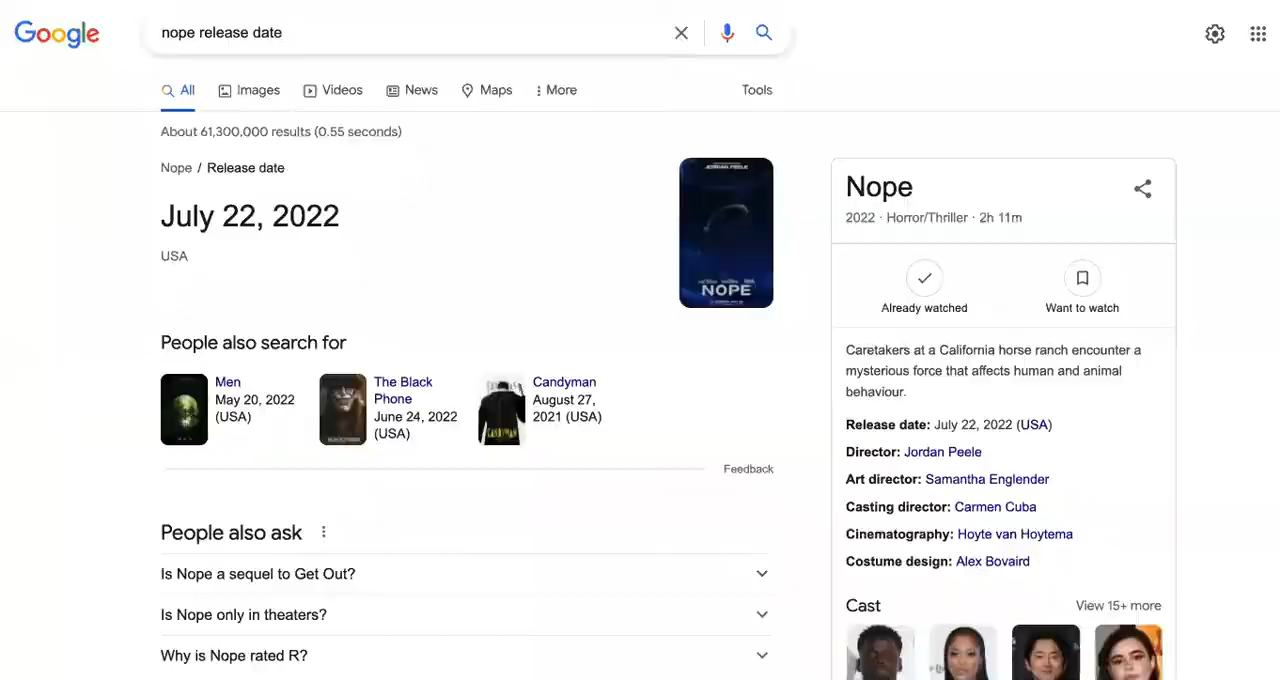 Google
nope release date
All Images Videos News Maps More Tools
About 61,300,000 results (0.55 seconds)
Nope / Release date
July 22, 2022
USA
JORDAN PEELE
NOPE
People also search for
Men
May 20, 2022
(USA)
The Black
Phone
June 24, 2022
(USA)
Candyman
August 27,
2021 (USA)
CANDYMAN
Feedback
People also ask
Is Nope a sequel to Get Out?
Is Nope only in theaters?
Why is Nope rated R?
Nope
2022 · Horror/Thriller · 2h 11m
Already watched
Want to watch
Caretakers at a California horse ranch encounter a
mysterious force that affects human and animal
behaviour.
Release date: July 22, 2022 (USA)
Director: Jordan Peele
Art director: Samantha Englender
Casting director: Carmen Cuba
Cinematography: Hoyte van Hoytema
Costume design: Alex Bovaird
Cast
View 15+ more